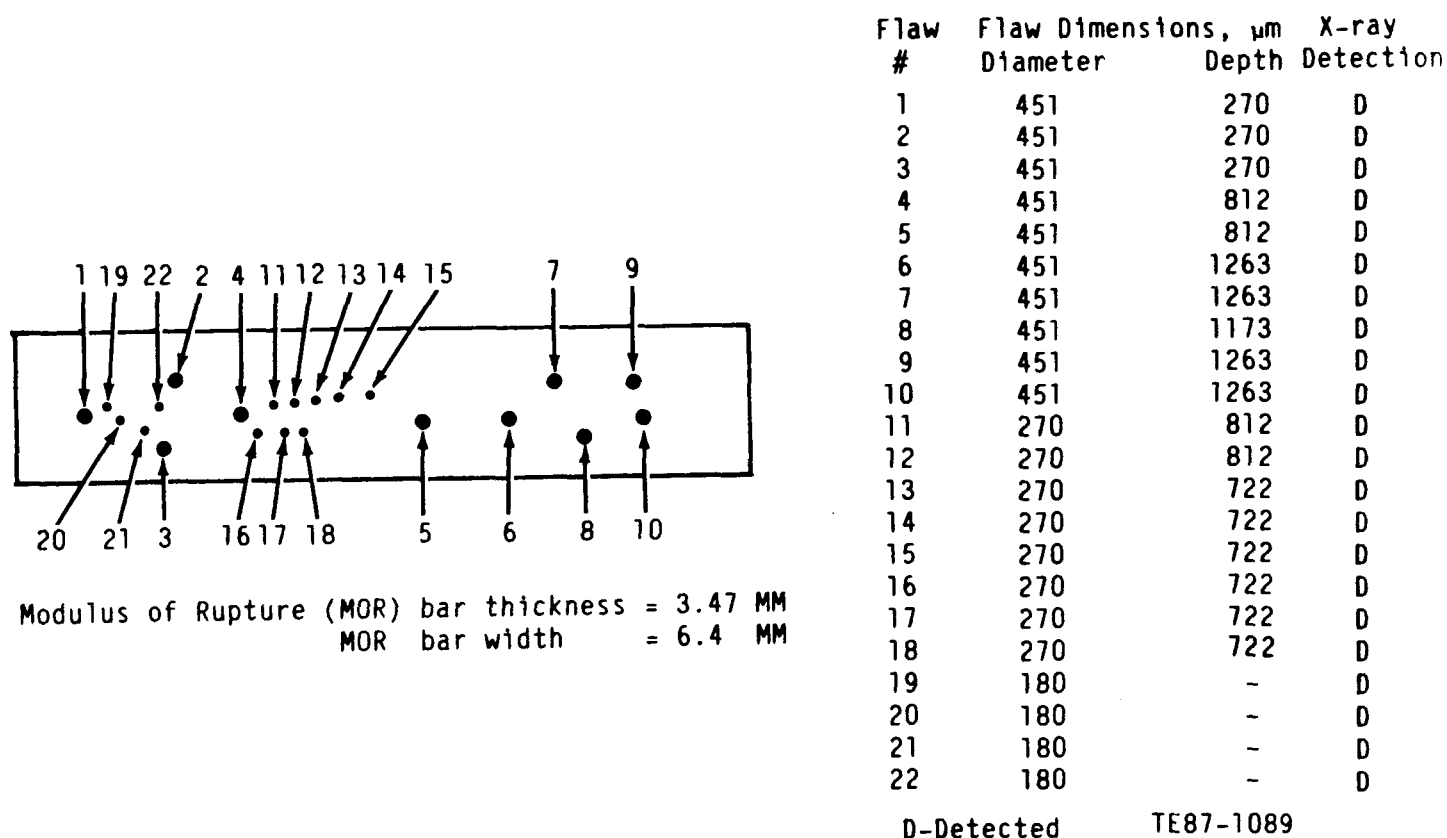 1 19 22 2 4 11 12 13 14 15 7 9
20 21 3 16 17 18 5 6 8 10
Modulus of Rupture (MOR) bar thickness = 3.47 MM
MOR bar width = 6.4 MM
Flaw Flaw Dimensions, µm X-ray
# Diameter Depth Detection
1 451 270 D
2 451 270 D
3 451 270 D
4 451 812 D
5 451 812 D
6 451 1263 D
7 451 1263 D
8 451 1173 D
9 451 1263 D
10 451 1263 D
11 270 812 D
12 270 812 D
13 270 722 D
14 270 722 D
15 270 722 D
16 270 722 D
17 270 722 D
18 270 722 D
19 180 - D
20 180 - D
21 180 - D
22 180 - D
D-Detected TE87-1089